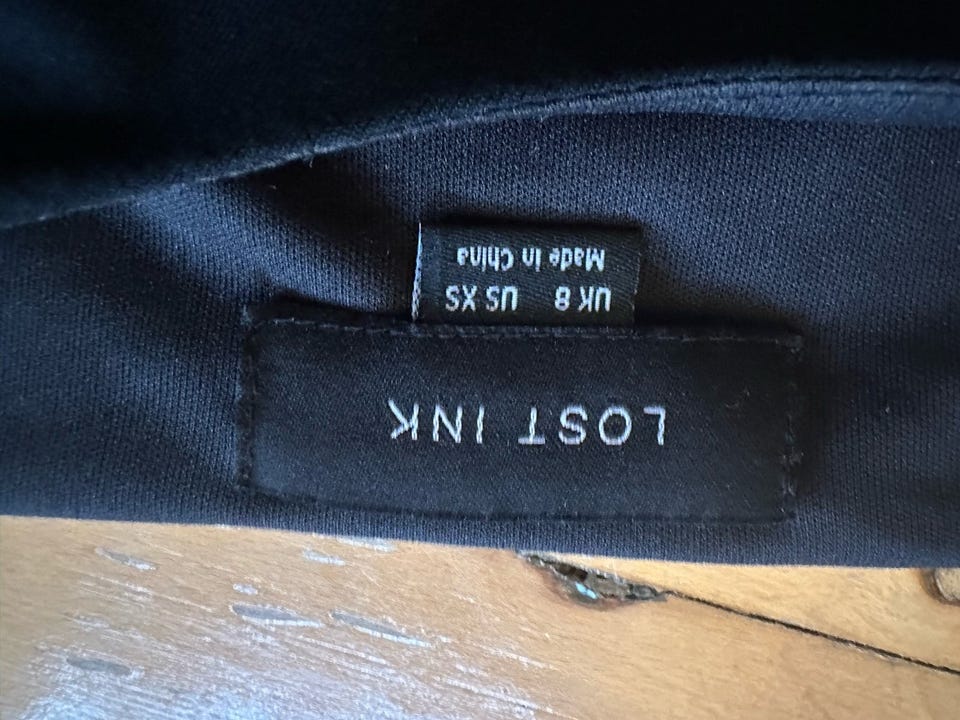 LOST INK
UK 8 US XS
Made in China